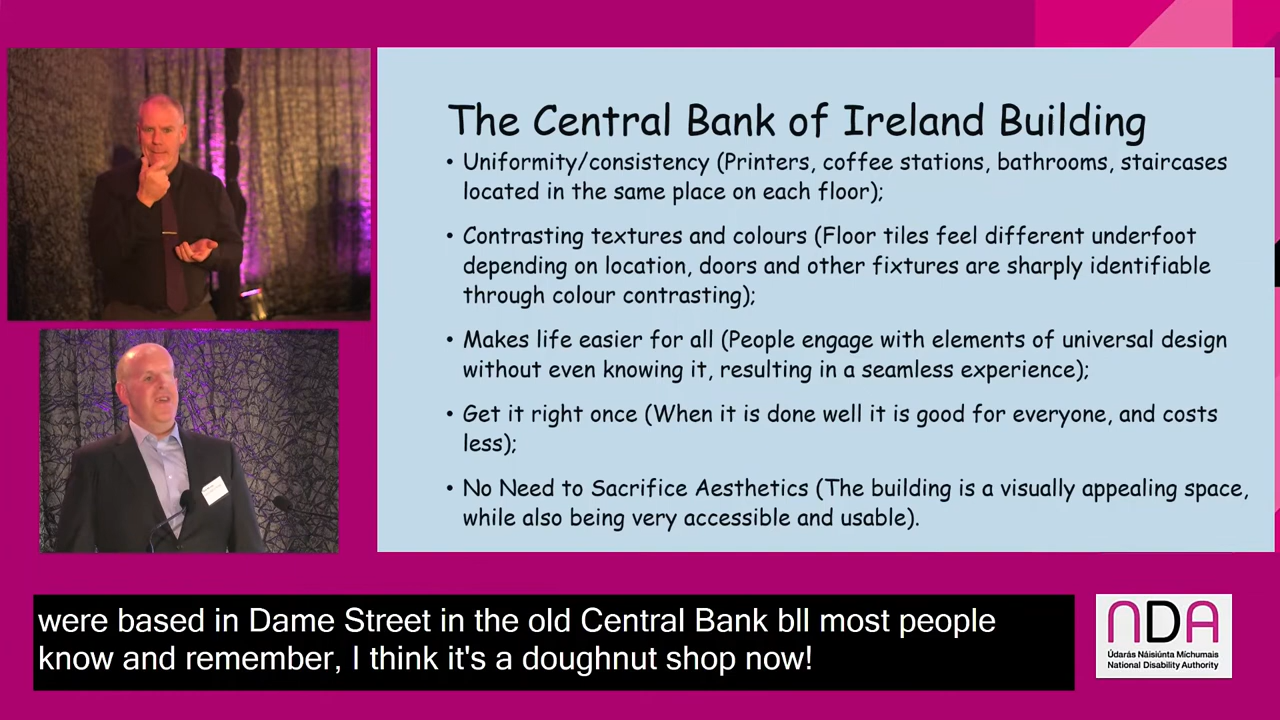 The Central Bank of Ireland Building
• Uniformity/consistency (Printers, coffee stations, bathrooms, staircases
located in the same place on each floor);
• Contrasting textures and colours (Floor tiles feel different underfoot
depending on location, doors and other fixtures are sharply identifiable
through colour contrasting);
• Makes life easier for all (People engage with elements of universal design
without even knowing it, resulting in a seamless experience);
• Get it right once (When it is done well it is good for everyone, and costs
less);
• No Need to Sacrifice Aesthetics (The building is a visually appealing space,
while also being very accessible and usable).
were based in Dame Street in the old Central Bank bll most people
know and remember, I think it's a doughnut shop now!
NDA
Údarás Náisiúnta Míchumais
National Disability Authority